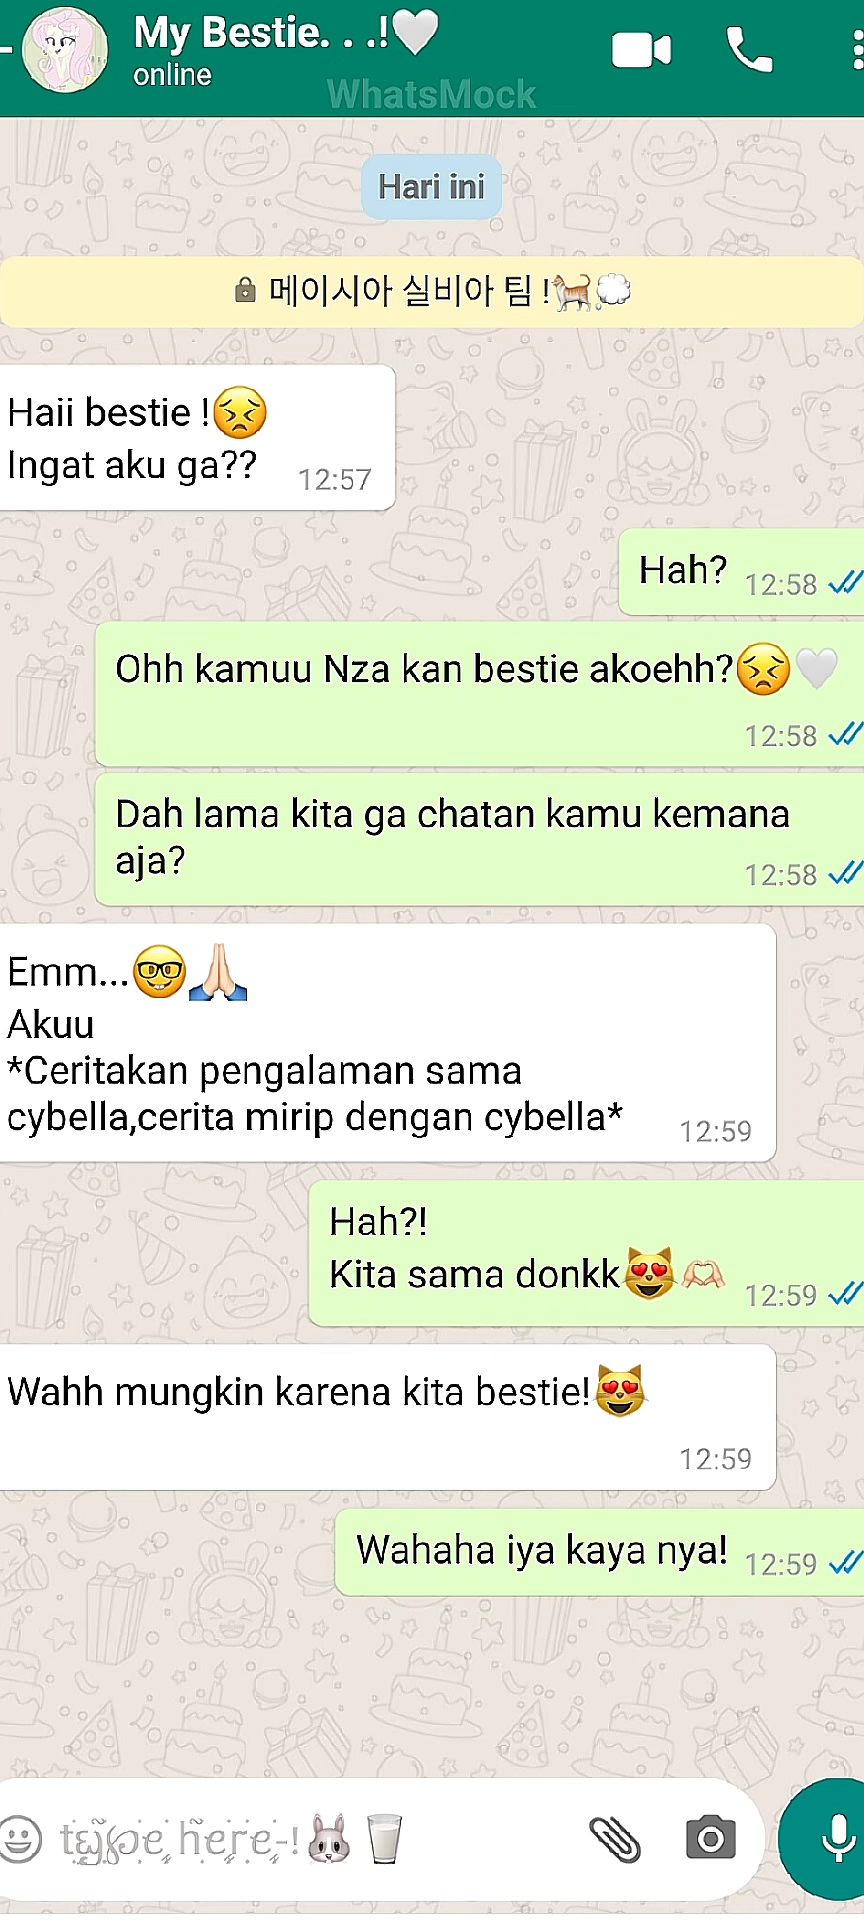 My Bestie. . .!🤍
online
WhatsMock
Hari ini
🔒 메이시아 실비아 팀 !🐈💭
Haii bestie !😣
Ingat aku ga??
12:57
Hah?
12:58
Ohh kamuu Nza kan bestie akoehh?😣🤍
12:58
Dah lama kita ga chatan kamu kemana
aja?
12:58
Emm...🤓🙏🏻
Akuu
*Ceritakan pengalaman sama
cybella,cerita mirip dengan cybella*
12:59
Hah?!
Kita sama donkk😻🫶🏻
12:59
Wahh mungkin karena kita bestie!😻
12:59
Wahaha iya kaya nya!
12:59
type here-!🐰🥛